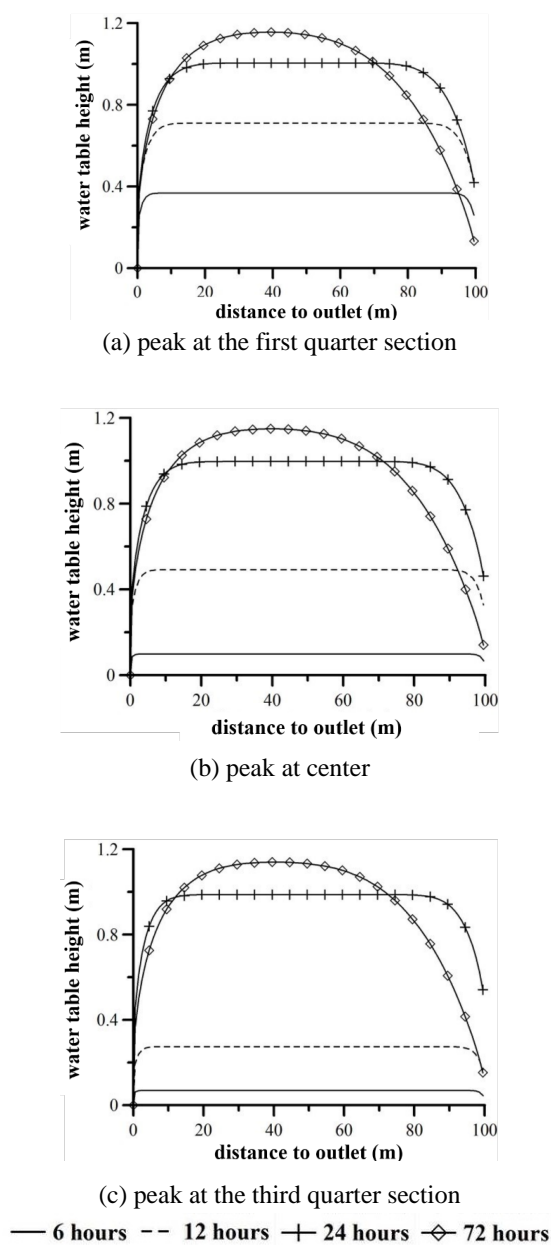 1.2
0.8
0.4
0
water table height (m)
0 20 40 60 80 100
distance to outlet (m)
(a) peak at the first quarter section
1.2
0.8
0.4
0
water table height (m)
0 20 40 60 80 100
distance to outlet (m)
(b) peak at center
1.2
0.8
0.4
0
water table height (m)
0 20 40 60 80 100
distance to outlet (m)
(c) peak at the third quarter section
6 hours 12 hours 24 hours 72 hours